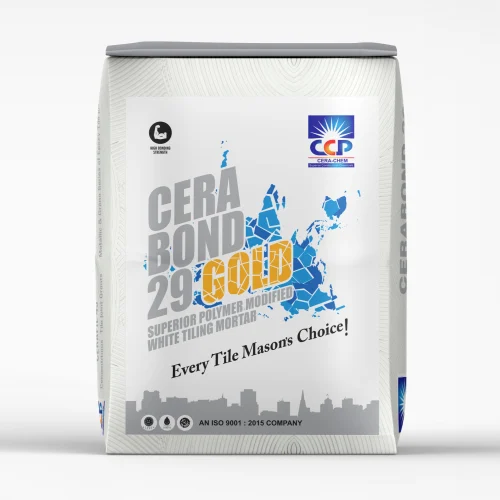 HIGH BONDING
STRENGTH
CCP
CERA-CHEM
CERA
BOND
29 GOLD
SUPERIOR POLYMER MODIFIED
WHITE TILING MORTAR
Every Tile Mason's Choice!
AN ISO 9001 : 2015 COMPANY
CERABOND
CCP